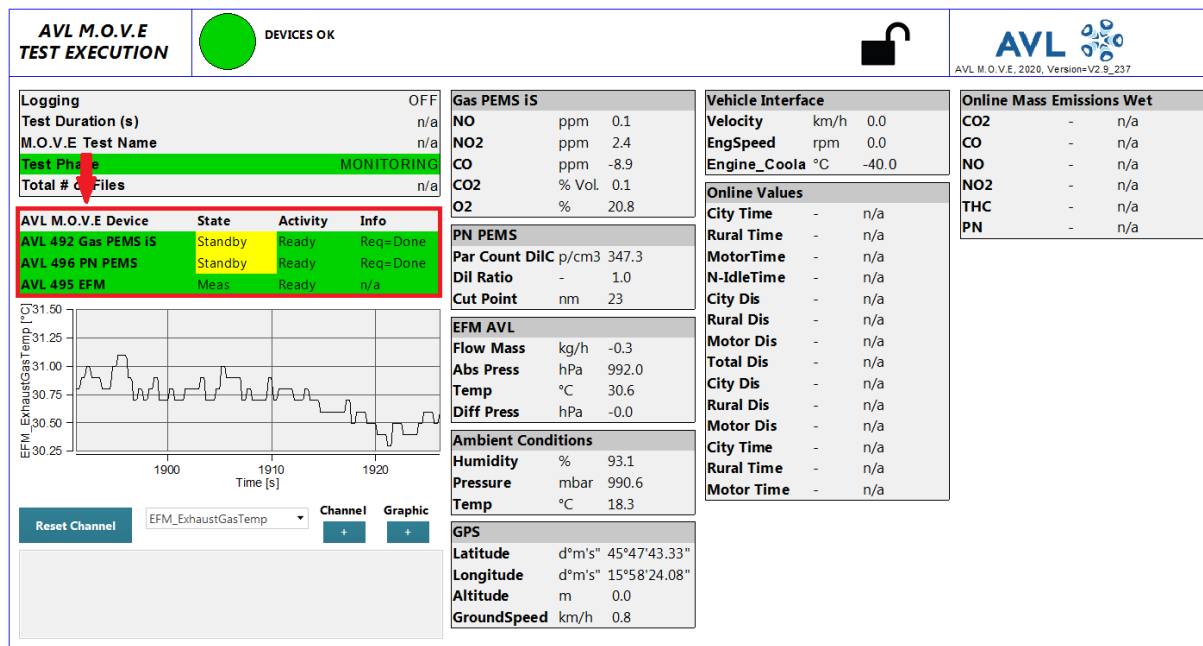 AVL M.O.V.E
TEST EXECUTION
DEVICES OK
AVL
AVL M.O.V.E, 2020, Version=V2.9_237
Logging OFF
Test Duration (s) n/a
M.O.V.E Test Name n/a
Test Phase MONITORING
Total # of Files n/a
AVL M.O.V.E Device State Activity Info
AVL 492 Gas PEMS iS Standby Ready Req=Done
AVL 496 PN PEMS Standby Ready Req=Done
AVL 495 EFM Meas Ready n/a
EFM_ExhaustGasTemp [°C]
31.50
31.25
31.00
30.75
30.50
30.25
1900 1910 1920
Time [s]
Reset Channel
EFM_ExhaustGasTemp
Channel Graphic
+ +
Gas PEMS iS
NO ppm 0.1
NO2 ppm 2.4
CO ppm -8.9
CO2 % Vol. 0.1
O2 % 20.8
PN PEMS
Par Count DilC p/cm3 347.3
Dil Ratio - 1.0
Cut Point nm 23
EFM AVL
Flow Mass kg/h -0.3
Abs Press hPa 992.0
Temp °C 30.6
Diff Press hPa -0.0
Ambient Conditions
Humidity % 93.1
Pressure mbar 990.6
Temp °C 18.3
GPS
Latitude d°m's" 45°47'43.33"
Longitude d°m's" 15°58'24.08"
Altitude m 0.0
GroundSpeed km/h 0.8
Vehicle Interface
Velocity km/h 0.0
EngSpeed rpm 0.0
Engine_Coola °C -40.0
Online Values
City Time - n/a
Rural Time - n/a
MotorTime - n/a
N-IdleTime - n/a
City Dis - n/a
Rural Dis - n/a
Motor Dis - n/a
Total Dis - n/a
City Dis - n/a
Rural Dis - n/a
Motor Dis - n/a
City Time - n/a
Rural Time - n/a
Motor Time - n/a
Online Mass Emissions Wet
CO2 - n/a
CO - n/a
NO - n/a
NO2 - n/a
THC - n/a
PN - n/a